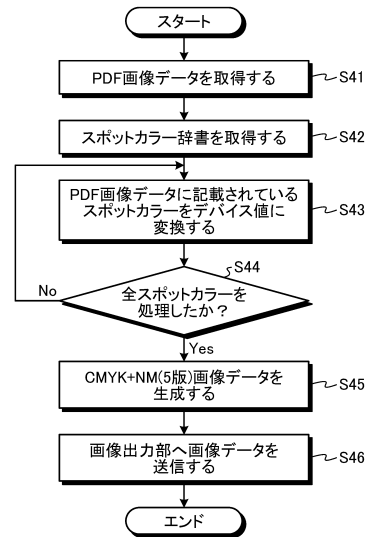 スタート
PDF画像データを取得する
S41
スポットカラー辞書を取得する
S42
PDF画像データに記載されている
スポットカラーをデバイス値に
変換する
S43
S44
全スポットカラーを
処理したか？
No
Yes
CMYK+NM(5版)画像データを
生成する
S45
画像出力部へ画像データを
送信する
S46
エンド